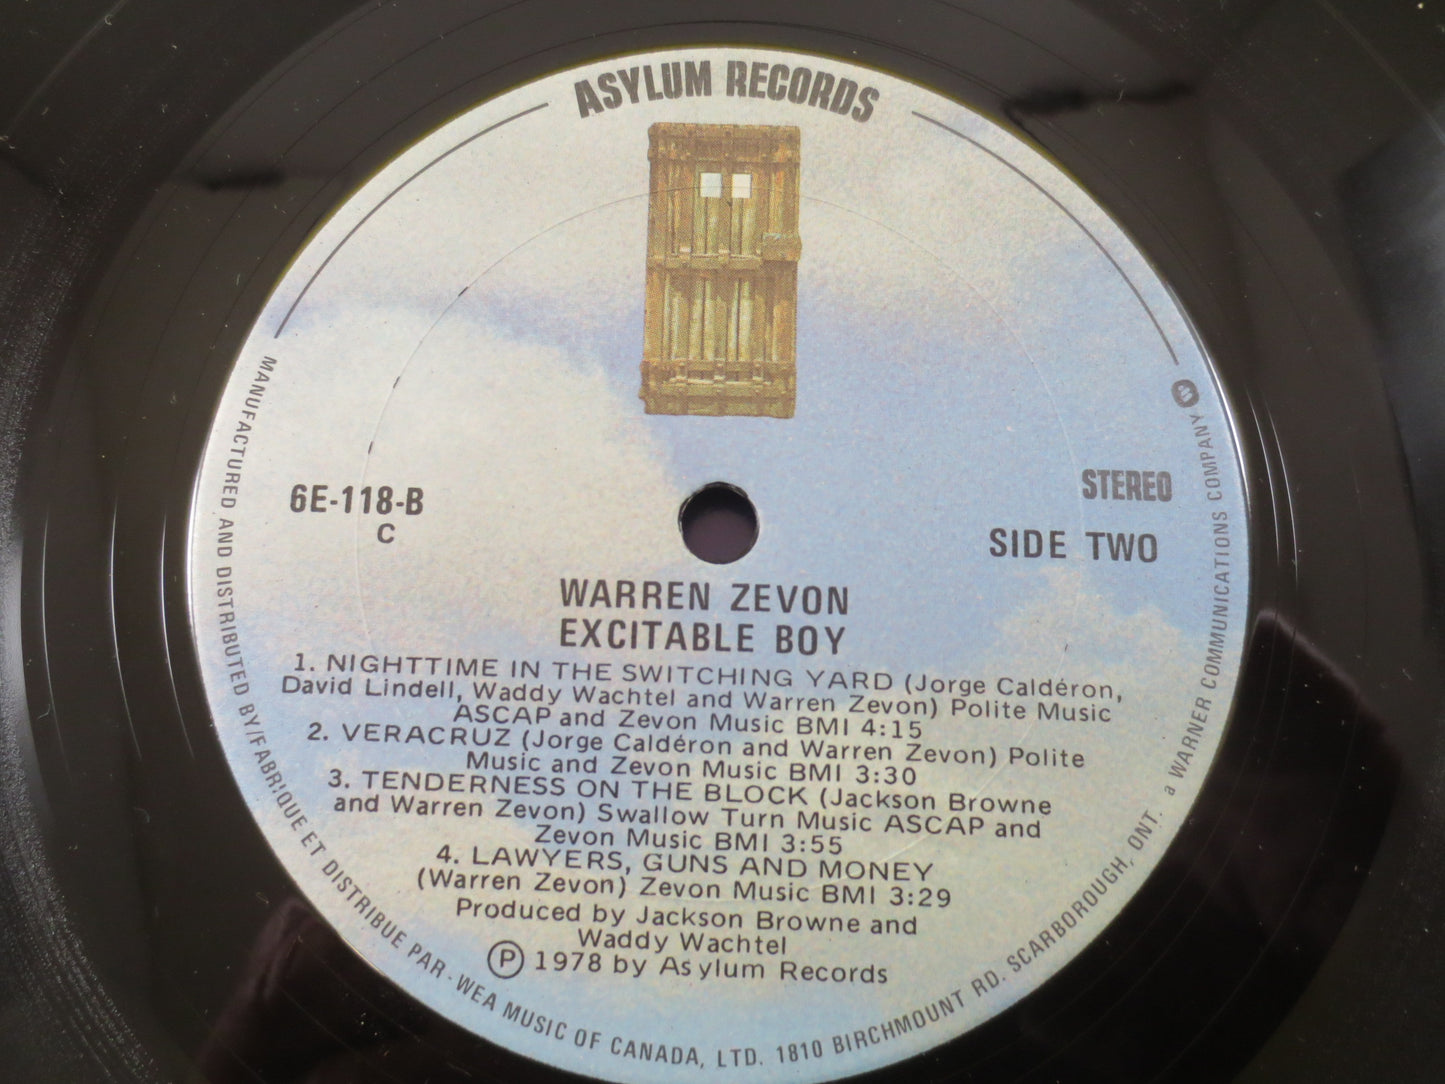 ASYLUM RECORDS
6E-118-B
C
STEREO
SIDE TWO
WARREN ZEVON
EXCITABLE BOY
1. NIGHTTIME IN THE SWITCHING YARD (Jorge Caldéron,
David Lindell, Waddy Wachtel and Warren Zevon) Polite Music
ASCAP and Zevon Music BMI 4:15
2. VERACRUZ (Jorge Caldéron and Warren Zevon) Polite
Music and Zevon Music BMI 3:30
3. TENDERNESS ON THE BLOCK (Jackson Browne
and Warren Zevon) Swallow Turn Music ASCAP and
Zevon Music BMI 3:55
4. LAWYERS, GUNS AND MONEY
(Warren Zevon) Zevon Music BMI 3:29
Produced by Jackson Browne and
Waddy Wachtel
℗ 1978 by Asylum Records
MANUFACTURED AND DISTRIBUTED BY/FABRIQUE ET DISTRIBUE PAR - WEA MUSIC OF CANADA, LTD. 1810 BIRCHMOUNT RD. SCARBOROUGH, ONT. a WARNER COMMUNICATIONS COMPANY